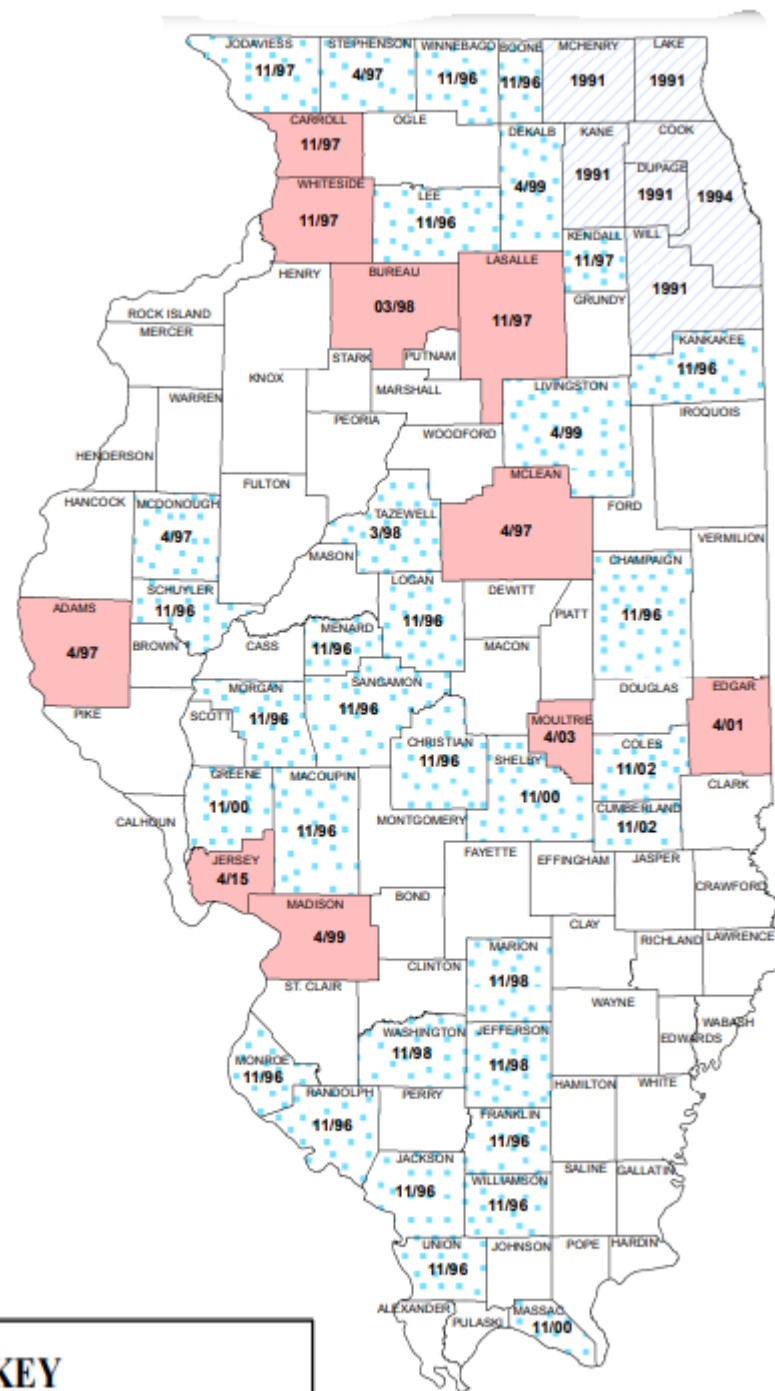 JODAVIESS
11/97
STEPHENSON
4/97
WINNEBAGO
11/96
BOONE
11/96
MCHENRY
1991
LAKE
1991
CARROLL
11/97
OGLE
DEKALB
4/99
KANE
1991
COOK
1994
DUPAGE
1991
WHITESIDE
11/97
LEE
11/96
KENDALL
11/97
WILL
1991
HENRY
BUREAU
03/98
LASALLE
11/97
GRUNDY
ROCK ISLAND
MERCER
KANKAKEE
11/96
STARK
PUTNAM
KNOX
MARSHALL
LIVINGSTON
4/99
WARREN
PEORIA
IROQUOIS
WOODFORD
HENDERSON
MCLEAN
4/97
FULTON
HANCOCK
MCDONOUGH
4/97
TAZEWELL
3/98
FORD
VERMILION
MASON
CHAMPAIGN
11/96
LOGAN
11/96
SCHUYLER
11/96
DEWITT
ADAMS
4/97
PIATT
MENARD
11/96
BROWN
CASS
MACON
SANGAMON
11/96
MORGAN
11/96
DOUGLAS
EDGAR
4/01
PIKE
SCOTT
MOULTRIE
4/03
CHRISTIAN
11/96
COLES
11/02
SHELBY
11/00
GREENE
11/00
MACOUPIN
11/96
CLARK
CALHOUN
MONTGOMERY
CUMBERLAND
11/02
FAYETTE
EFFINGHAM
JASPER
JERSEY
4/15
CRAWFORD
MADISON
4/99
BOND
CLAY
RICHLAND
LAWRENCE
MARION
11/98
CLINTON
ST. CLAIR
WAYNE
WASHINGTON
11/98
JEFFERSON
11/98
EDWARDS
WABASH
MONROE
11/96
HAMILTON
WHITE
RANDOLPH
11/96
PERRY
FRANKLIN
11/96
JACKSON
11/96
SALINE
GALLATIN
WILLIAMSON
11/96
UNION
11/96
JOHNSON
POPE
HARDIN
ALEXANDER
PULASKI
MASSAC
11/00
KEY